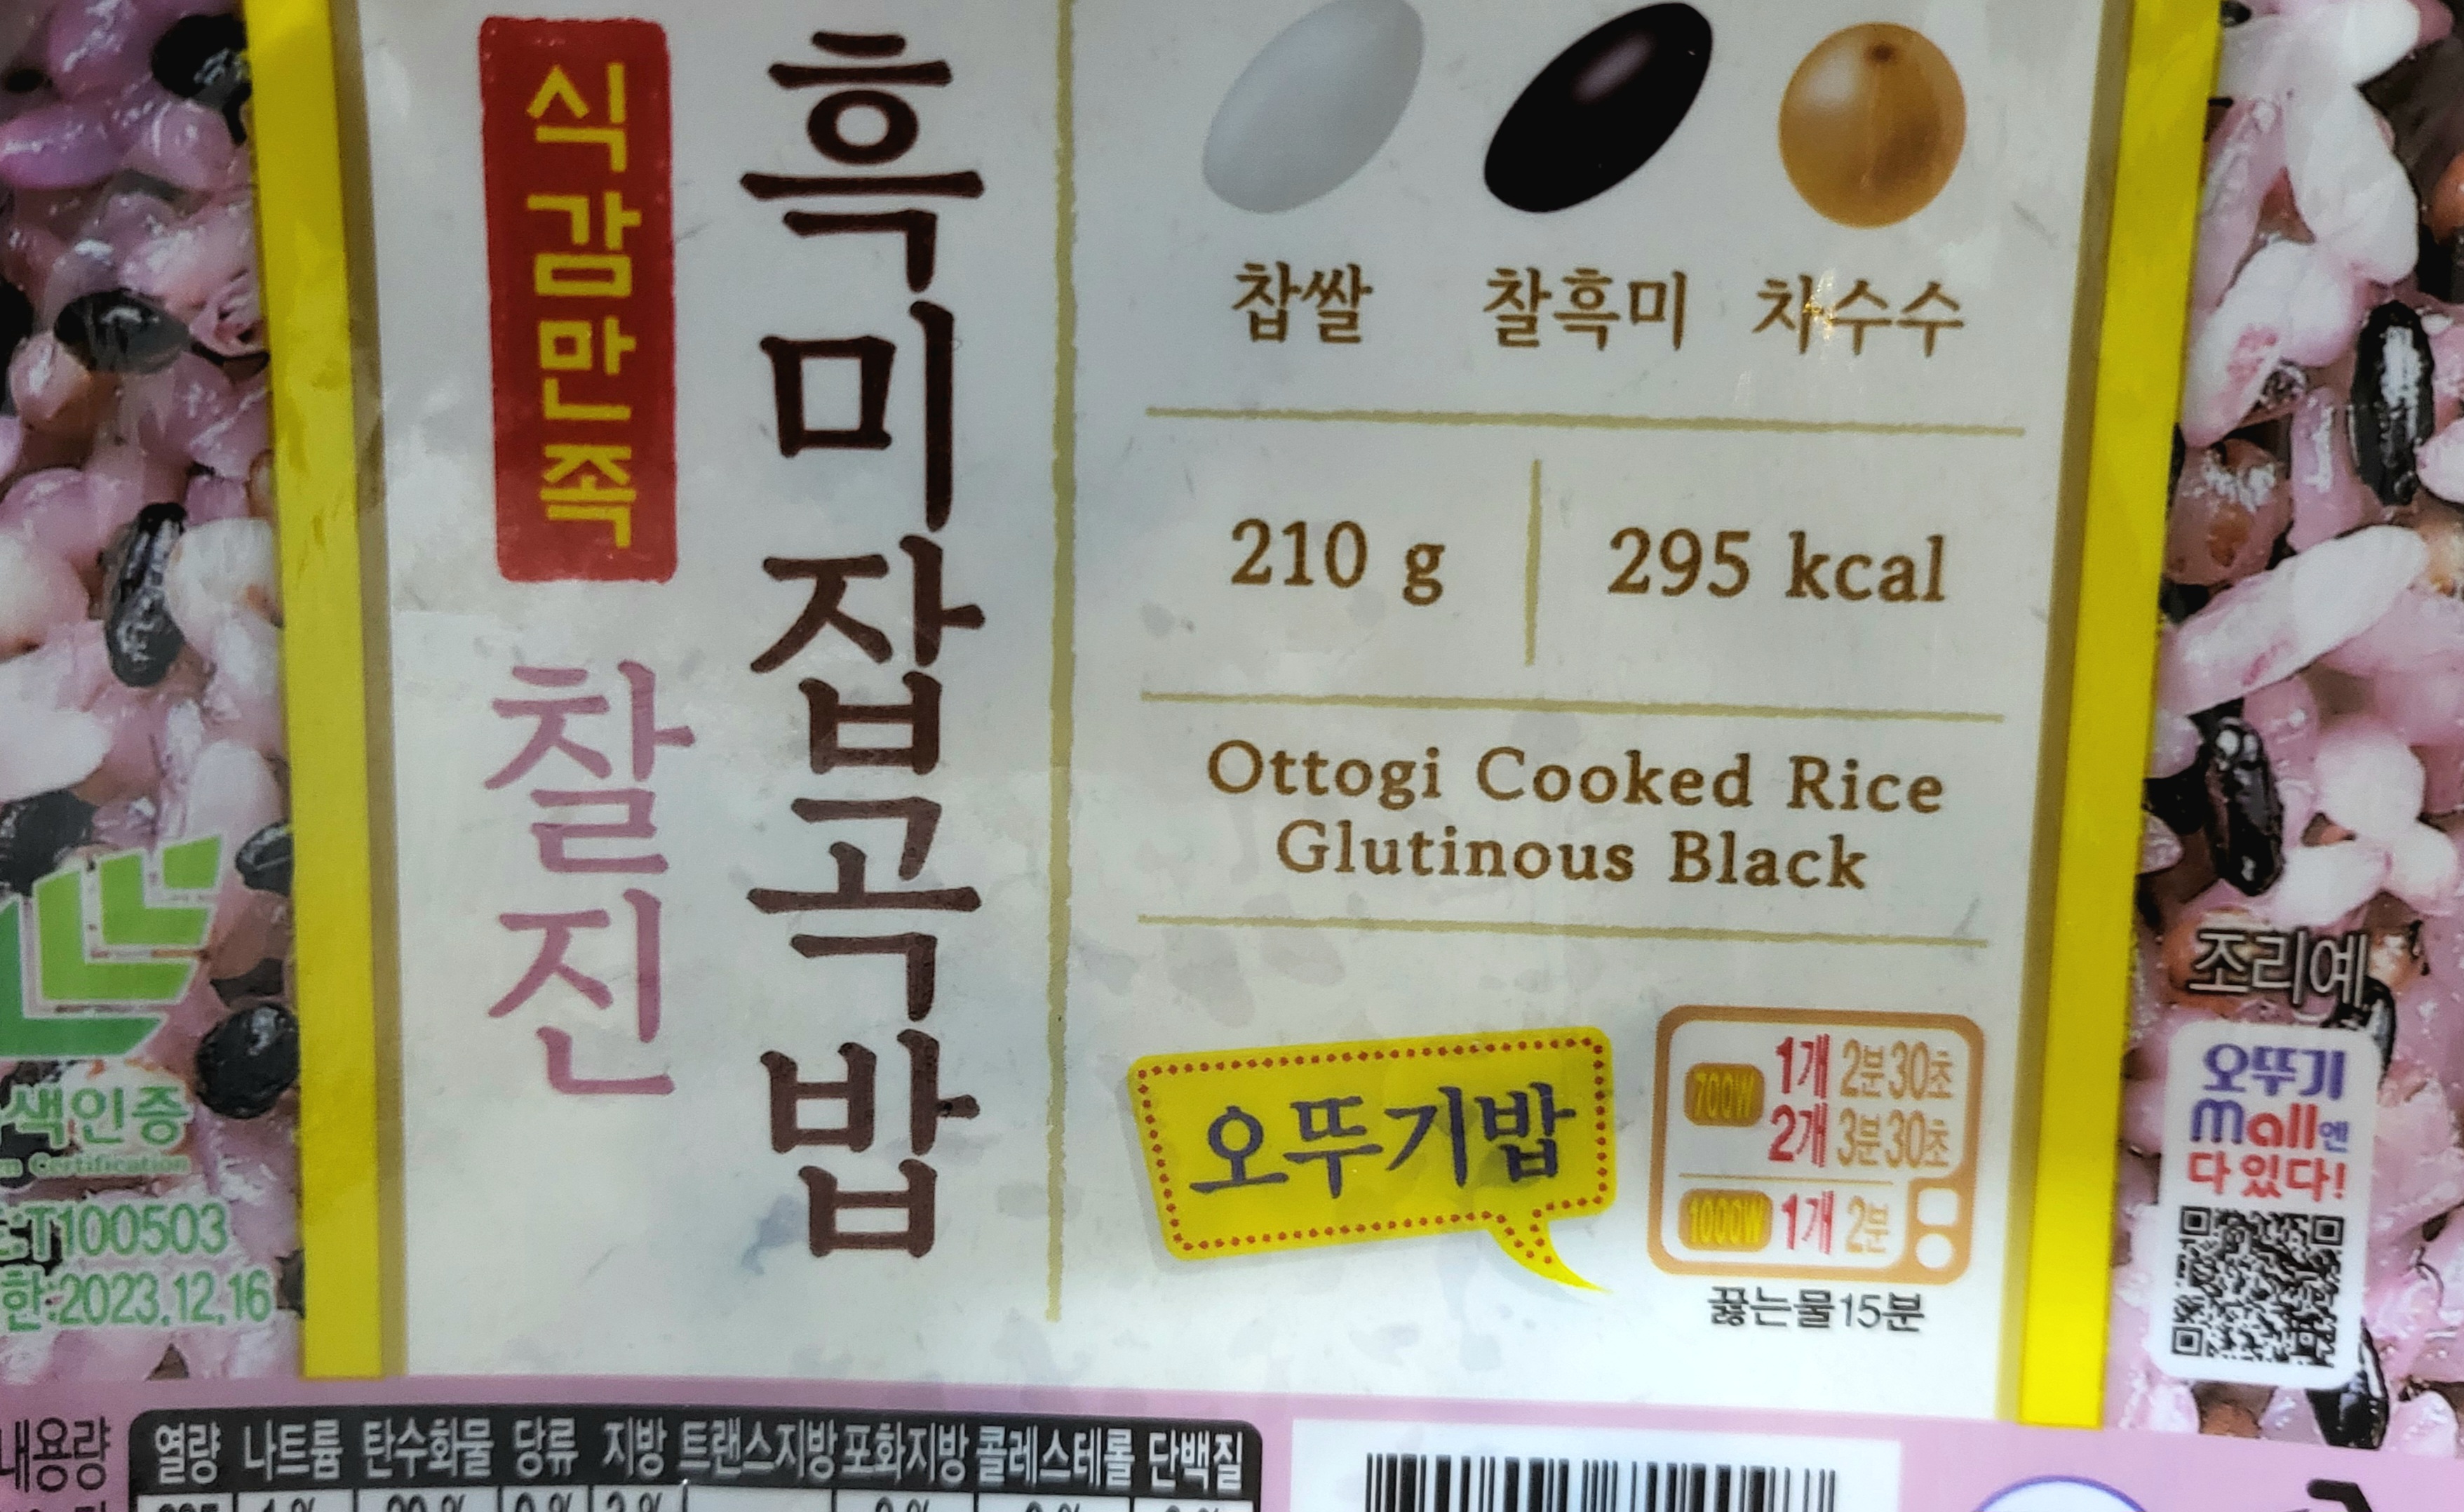 식감만족
찰진
흑미잡곡밥
찹쌀 찰흑미 차수수
210 g 295 kcal
Ottogi Cooked Rice
Glutinous Black
오뚜기밥
700W 1개 2분30초
2개 3분30초
1000W 1개 2분
끓는물15분
색인증
Certification
T100503
한:2023.12.16
조리예
오뚜기
mall엔
다 있다!
내용량 열량 나트륨 탄수화물 당류 지방 트랜스지방 포화지방 콜레스테롤 단백질